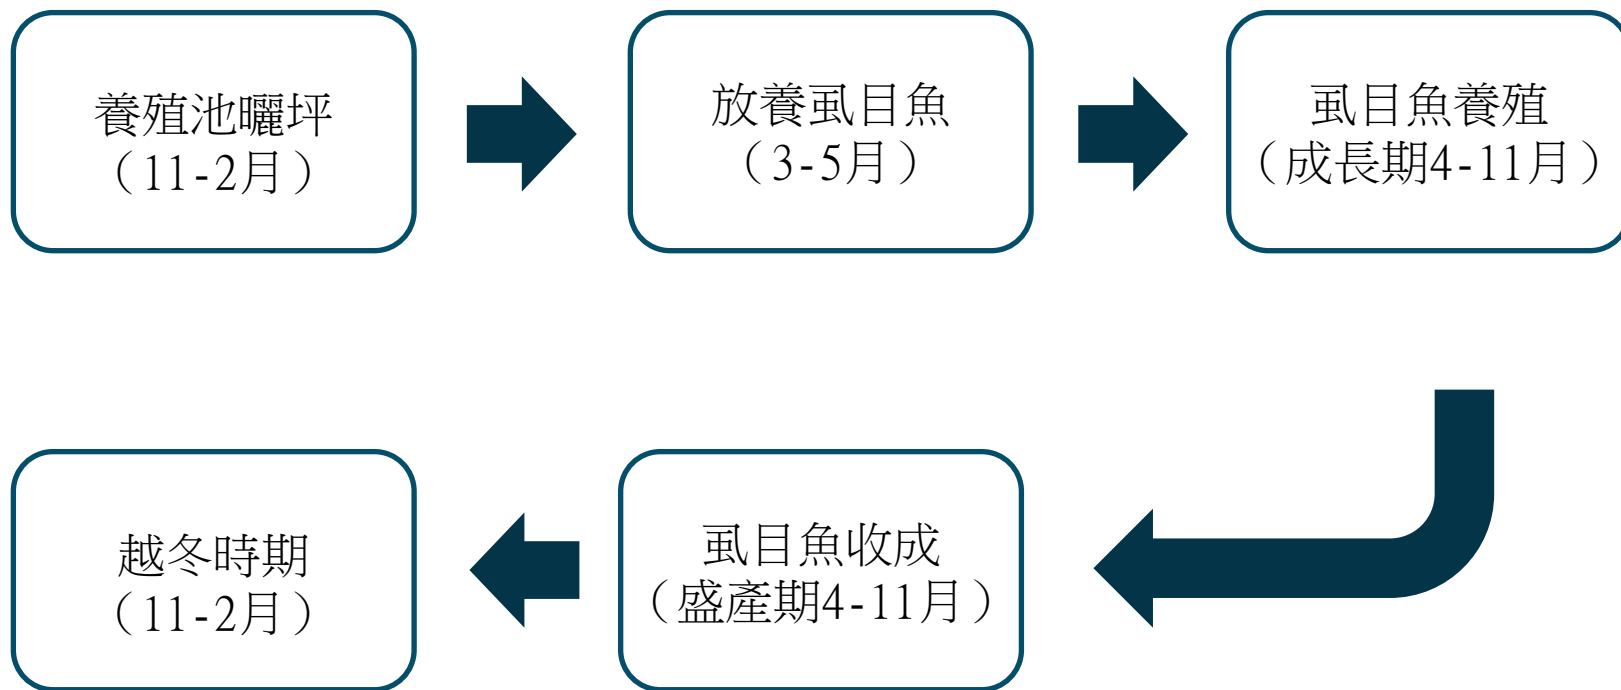 養殖池曬坪
（11-2月）
放養虱目魚
（3-5月）
虱目魚養殖
（成長期4-11月）
虱目魚收成
（盛產期4-11月）
越冬時期
（11-2月）